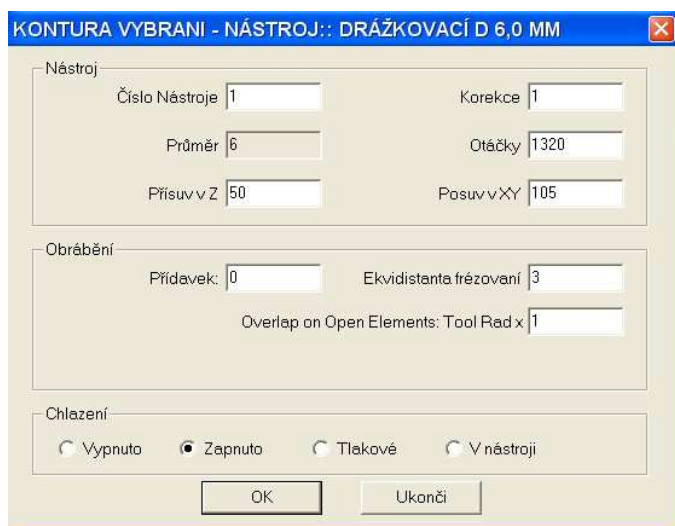 KONTURA VYBRANI - NÁSTROJ:: DRÁŽKOVACÍ D 6,0 MM
Nástroj
Číslo Nástroje 1 Korekce 1
Průměr 6 Otáčky 1320
Přísuv v Z 50 Posuv v XY 105
Obrábění
Přídavek: 0 Ekvidistanta frézovaní 3
Overlap on Open Elements: Tool Rad x 1
Chlazení
Vypnuto Zapnuto Tlakové V nástroji
OK Ukonči